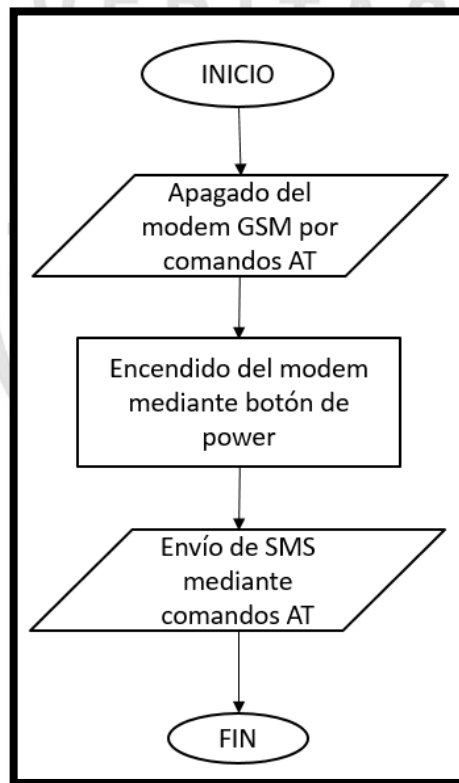 VERITAS
INICIO
Apagado del
modem GSM por
comandos AT
Encendido del modem
mediante botón de
power
Envío de SMS
mediante
comandos AT
FIN